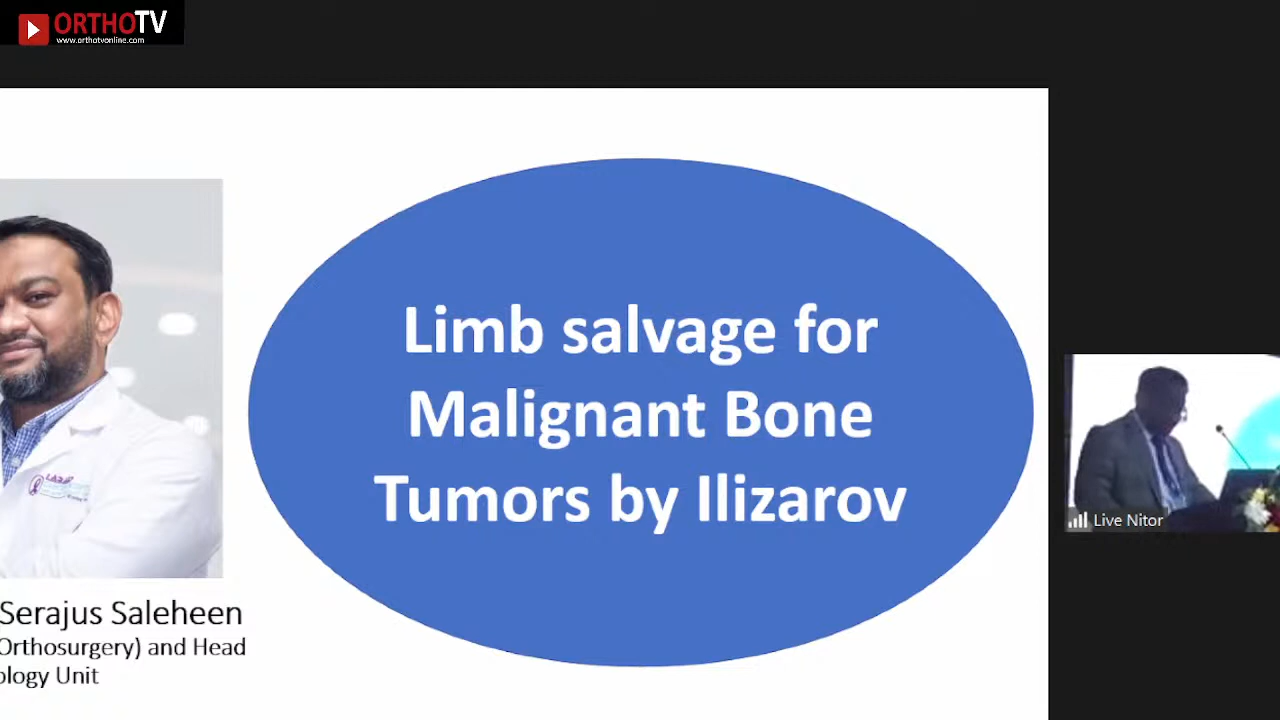 ORTHOTV
www.orthotvonline.com
Limb salvage for
Malignant Bone
Tumors by Ilizarov
Live Nitor
Serajus Saleheen
Orthosurgery) and Head
ology Unit